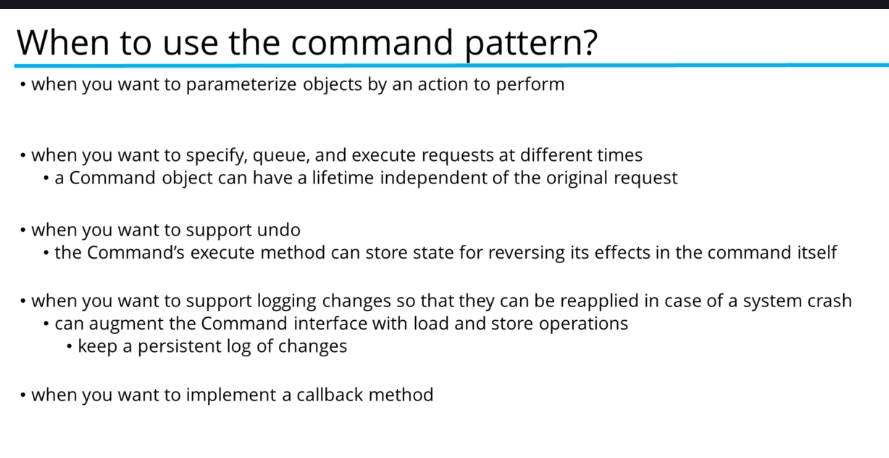 When to use the command pattern?
• when you want to parameterize objects by an action to perform
• when you want to specify, queue, and execute requests at different times
• a Command object can have a lifetime independent of the original request
• when you want to support undo
• the Command’s execute method can store state for reversing its effects in the command itself
• when you want to support logging changes so that they can be reapplied in case of a system crash
• can augment the Command interface with load and store operations
• keep a persistent log of changes
• when you want to implement a callback method